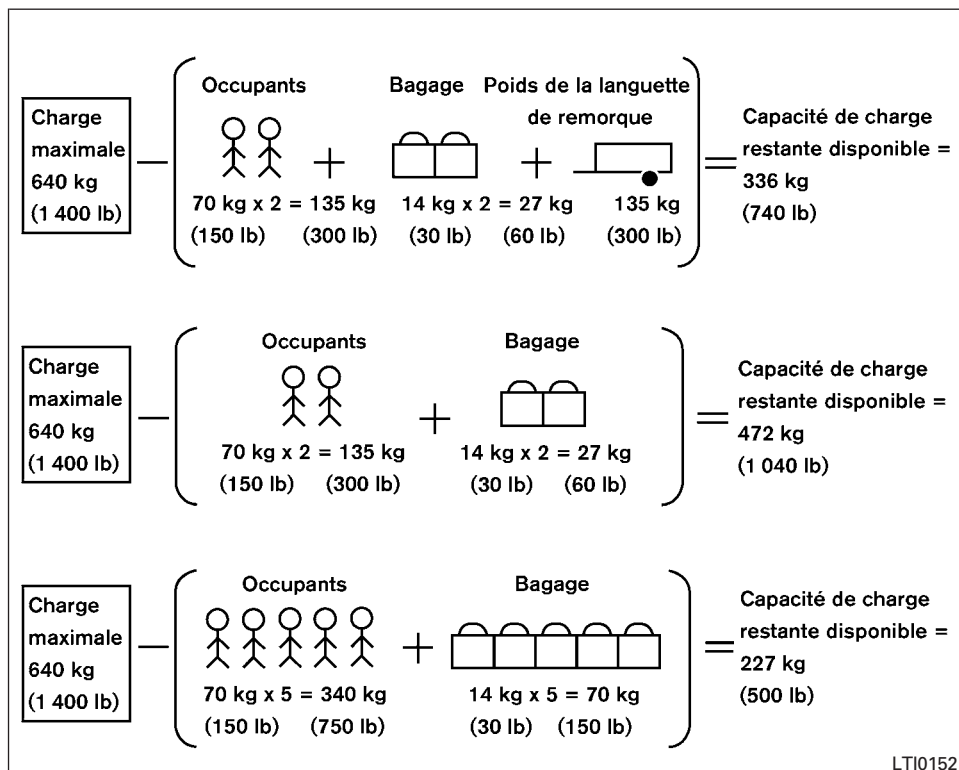 Occupants Bagage Poids de la languette
de remorque
Charge
maximale
640 kg
(1 400 lb)
70 kg x 2 = 135 kg 14 kg x 2 = 27 kg 135 kg
(150 lb) (300 lb) (30 lb) (60 lb) (300 lb)
Capacité de charge
restante disponible =
336 kg
(740 lb)
Occupants Bagage
Charge
maximale
640 kg
(1 400 lb)
70 kg x 2 = 135 kg 14 kg x 2 = 27 kg
(150 lb) (300 lb) (30 lb) (60 lb)
Capacité de charge
restante disponible =
472 kg
(1 040 lb)
Occupants Bagage
Charge
maximale
640 kg
(1 400 lb)
70 kg x 5 = 340 kg 14 kg x 5 = 70 kg
(150 lb) (750 lb) (30 lb) (150 lb)
Capacité de charge
restante disponible =
227 kg
(500 lb)
LTI0152